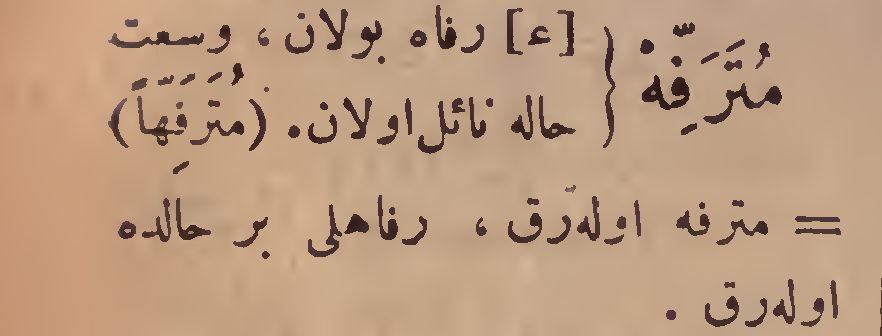 مُتَرَفِّهْ } [ع] رفاه بولان ، وسعت
حاله نائل اولان. (مُتَرَفِّهاً)
= مترفه اوله‌رق ، رفاهلی بر حالده
اوله‌رق .